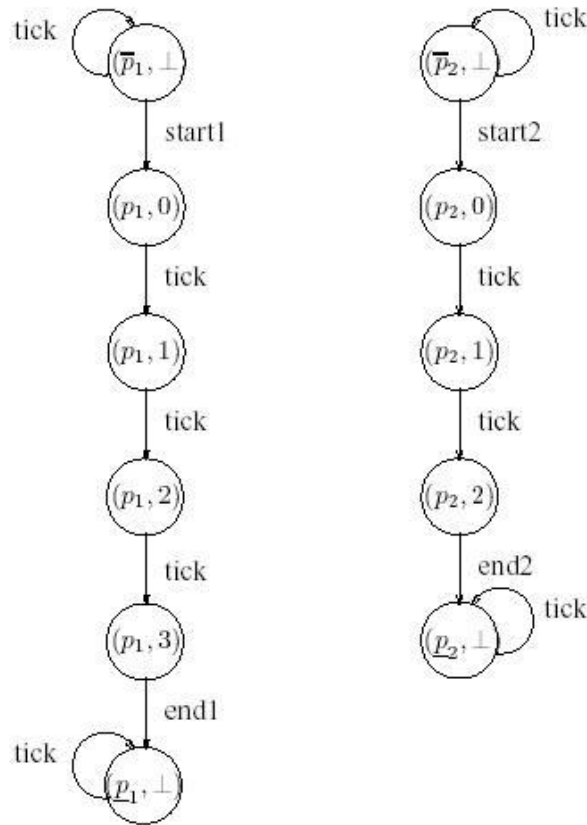 tick
(p̅₁, ⊥)
start1
(p₁, 0)
tick
(p₁, 1)
tick
(p₁, 2)
tick
(p₁, 3)
end1
tick
(p̲₁, ⊥)
tick
(p̅₂, ⊥)
start2
(p₂, 0)
tick
(p₂, 1)
tick
(p₂, 2)
end2
tick
(p̲₂, ⊥)